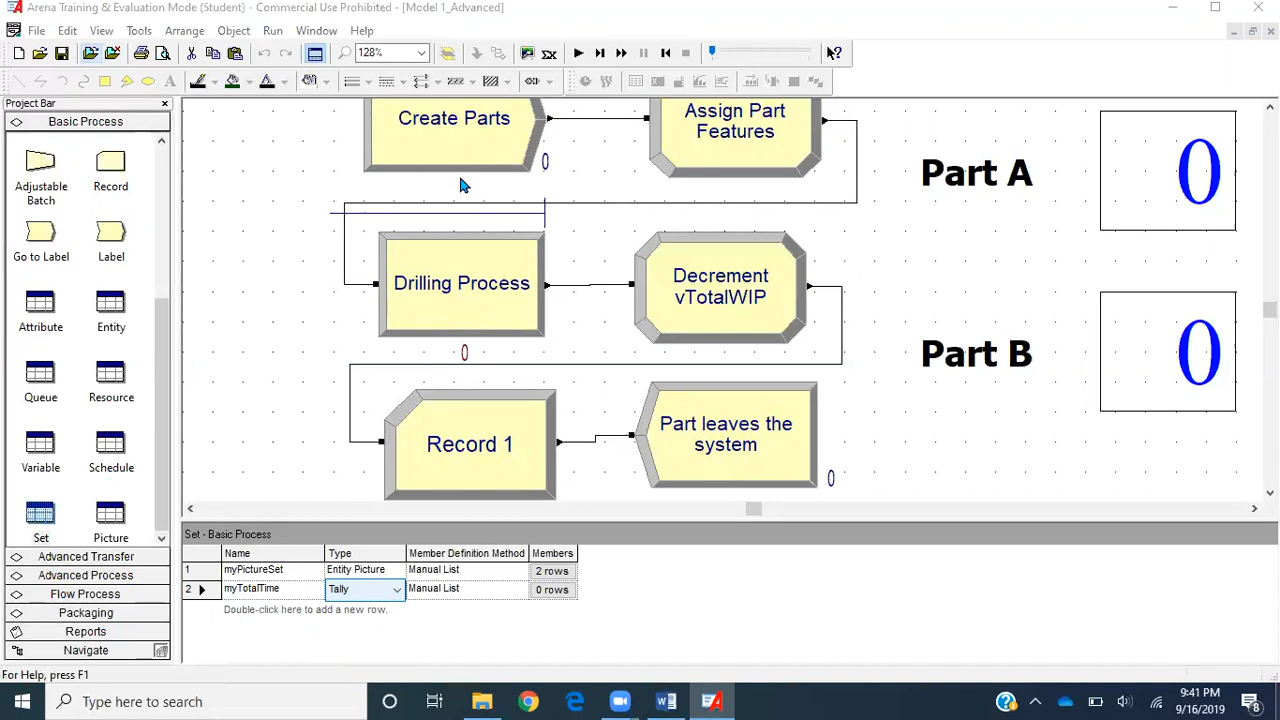 Arena Training & Evaluation Mode (Student) - Commercial Use Prohibited - [Model 1_Advanced]
File Edit View Tools Arrange Object Run Window Help
128%
Project Bar
Basic Process
Adjustable
Batch
Record
Go to Label
Label
Attribute
Entity
Queue
Resource
Variable
Schedule
Set
Picture
Advanced Transfer
Advanced Process
Flow Process
Packaging
Reports
Navigate
Create Parts
0
Assign Part
Features
Part A
0
Drilling Process
0
Decrement
vTotalWIP
Part B
0
Record 1
Part leaves the
system
0
Set - Basic Process
Name Type Member Definition Method Members
1 myPictureSet Entity Picture Manual List 2 rows
2 myTotalTime Tally Manual List 0 rows
Double-click here to add a new row.
For Help, press F1
Type here to search
9:41 PM
9/16/2019
8